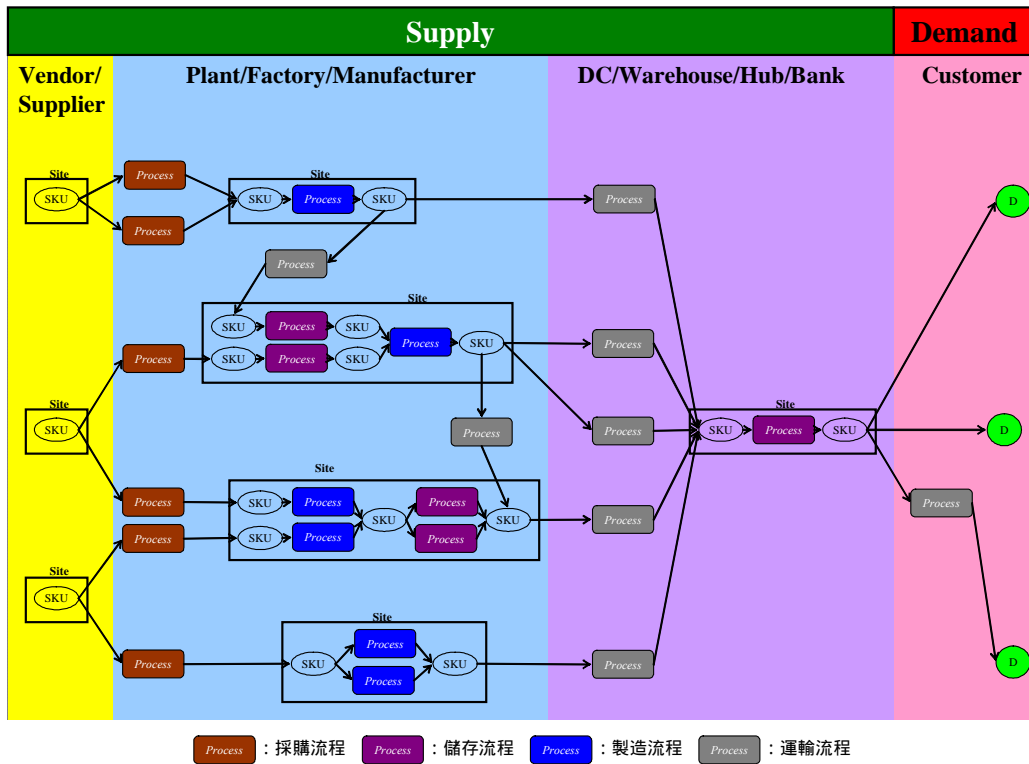 Supply
Demand
Vendor/
Supplier
Plant/Factory/Manufacturer
DC/Warehouse/Hub/Bank
Customer
Site
SKU
Process
Process
Site
SKU
Process
SKU
Process
D
Process
Site
SKU
Process
SKU
SKU
Process
SKU
Process
SKU
Process
Process
Site
SKU
Process
Process
Site
SKU
Process
SKU
D
Site
SKU
Process
SKU
Process
SKU
Process
SKU
Process
Process
SKU
Process
Process
Process
Process
Site
SKU
Process
Site
SKU
Process
Process
SKU
Process
D
Process：採購流程
Process：儲存流程
Process：製造流程
Process：運輸流程